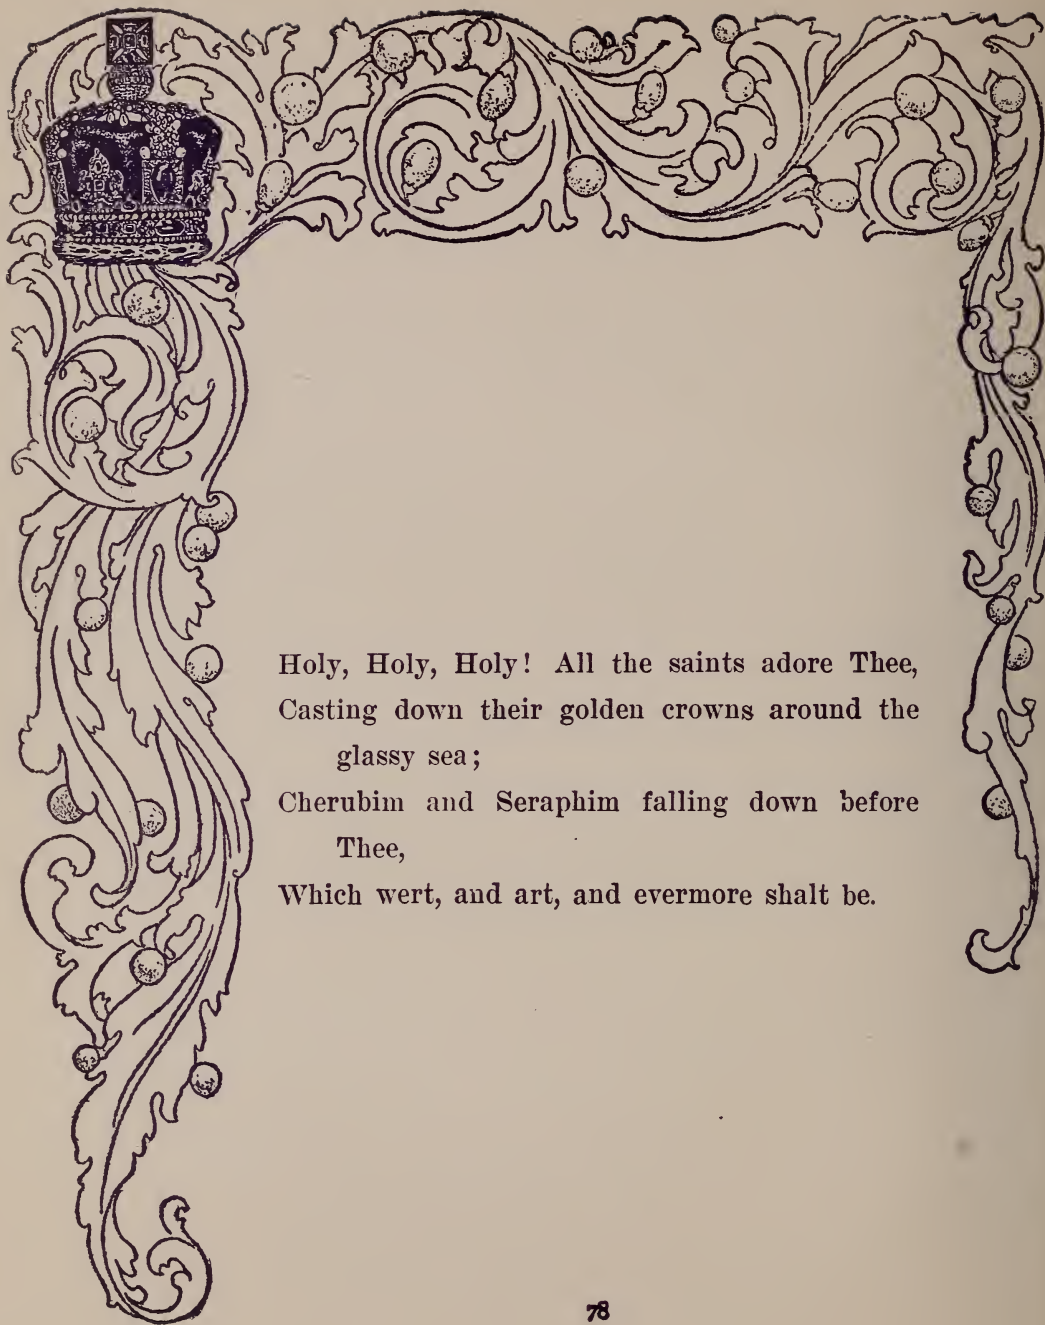 Holy, Holy, Holy! All the saints adore Thee,
Casting down their golden crowns around the
glassy sea;
Cherubim and Seraphim falling down before
Thee,
Which wert, and art, and evermore shalt be.
78